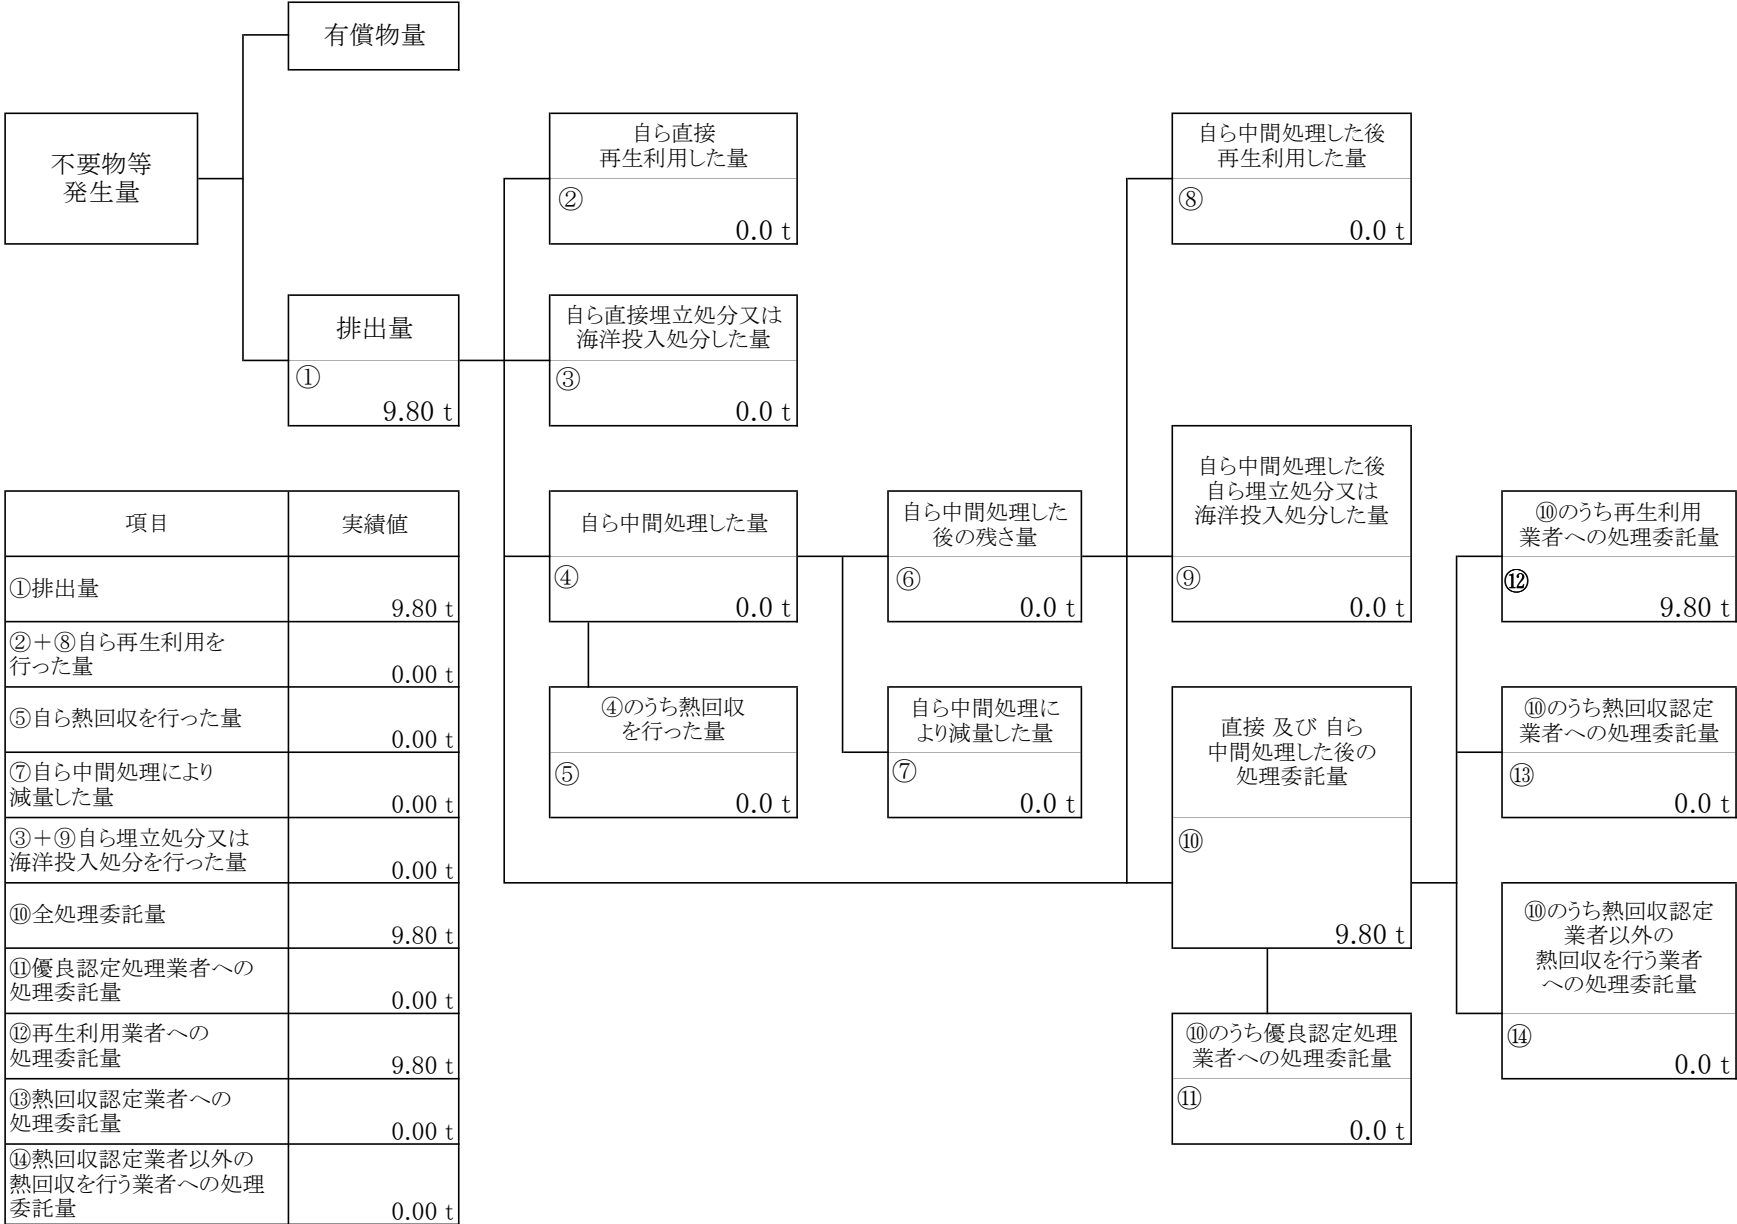 有償物量
不要物等
発生量
自ら直接
再生利用した量
②
0.0 t
自ら中間処理した後
再生利用した量
⑧
0.0 t
排出量
①
9.80 t
自ら直接埋立処分又は
海洋投入処分した量
③
0.0 t
自ら中間処理した量
④
0.0 t
自ら中間処理した
後の残さ量
⑥
0.0 t
自ら中間処理した後
自ら埋立処分又は
海洋投入処分した量
⑨
0.0 t
⑩のうち再生利用
業者への処理委託量
⑫
9.80 t
④のうち熱回収
を行った量
⑤
0.0 t
自ら中間処理に
より減量した量
⑦
0.0 t
直接 及び 自ら
中間処理した後の
処理委託量
⑩
9.80 t
⑩のうち熱回収認定
業者への処理委託量
⑬
0.0 t
⑩のうち熱回収認定
業者以外の
熱回収を行う業者
への処理委託量
⑭
0.0 t
⑩のうち優良認定処理
業者への処理委託量
⑪
0.0 t
項目 実績値
①排出量
9.80 t
②＋⑧自ら再生利用を
行った量
0.00 t
⑤自ら熱回収を行った量
0.00 t
⑦自ら中間処理により
減量した量
0.00 t
③＋⑨自ら埋立処分又は
海洋投入処分を行った量
0.00 t
⑩全処理委託量
9.80 t
⑪優良認定処理業者への
処理委託量
0.00 t
⑫再生利用業者への
処理委託量
9.80 t
⑬熱回収認定業者への
処理委託量
0.00 t
⑭熱回収認定業者以外の
熱回収を行う業者への処理
委託量
0.00 t